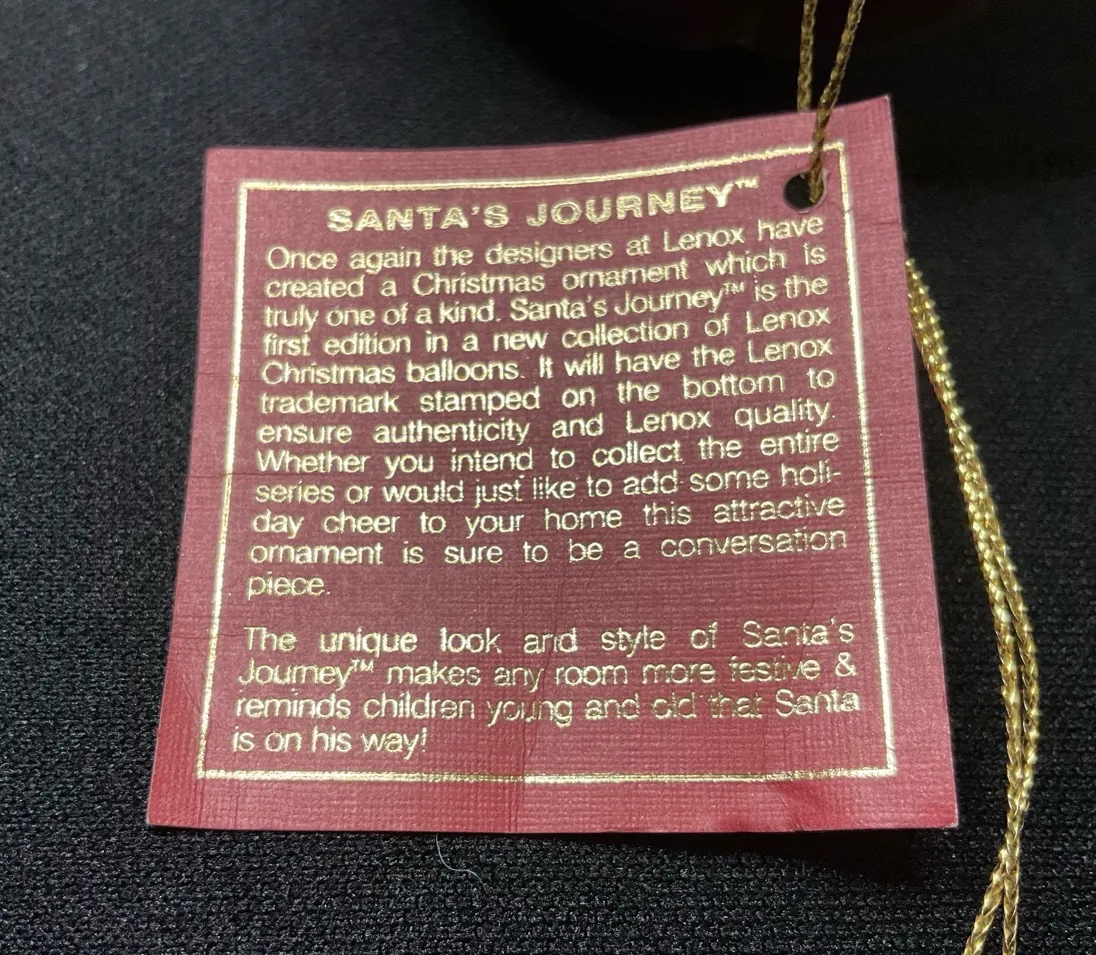 SANTA'S JOURNEY™
Once again the designers at Lenox have
created a Christmas ornament which is
truly one of a kind. Santa's Journey™ is the
first edition in a new collection of Lenox
Christmas balloons. It will have the Lenox
trademark stamped on the bottom to
ensure authenticity and Lenox quality.
Whether you intend to collect the entire
series or would just like to add some holi-
day cheer to your home this attractive
ornament is sure to be a conversation
piece.
The unique look and style of Santa's
Journey™ makes any room more festive &
reminds children young and old that Santa
is on his way!